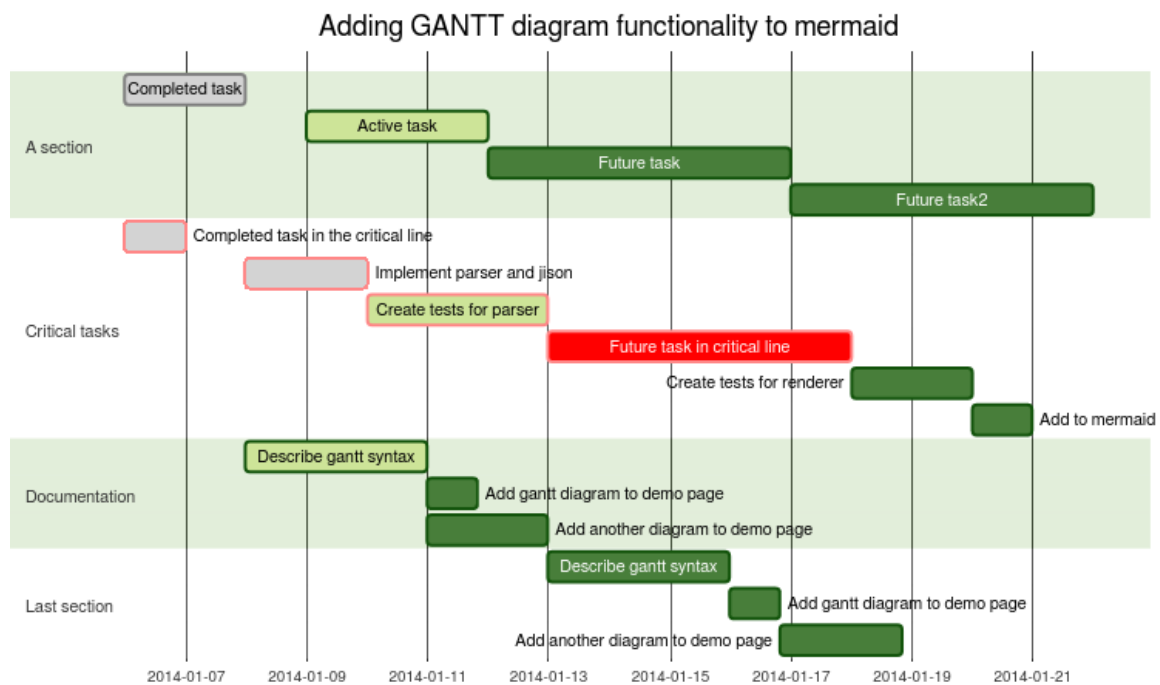 Adding GANTT diagram functionality to mermaid
Completed task
Active task
A section
Future task
Future task2
Completed task in the critical line
Implement parser and jison
Create tests for parser
Critical tasks
Future task in critical line
Create tests for renderer
Add to mermaid
Describe gantt syntax
Documentation
Add gantt diagram to demo page
Add another diagram to demo page
Describe gantt syntax
Last section
Add gantt diagram to demo page
Add another diagram to demo page
2014-01-07 2014-01-09 2014-01-11 2014-01-13 2014-01-15 2014-01-17 2014-01-19 2014-01-21